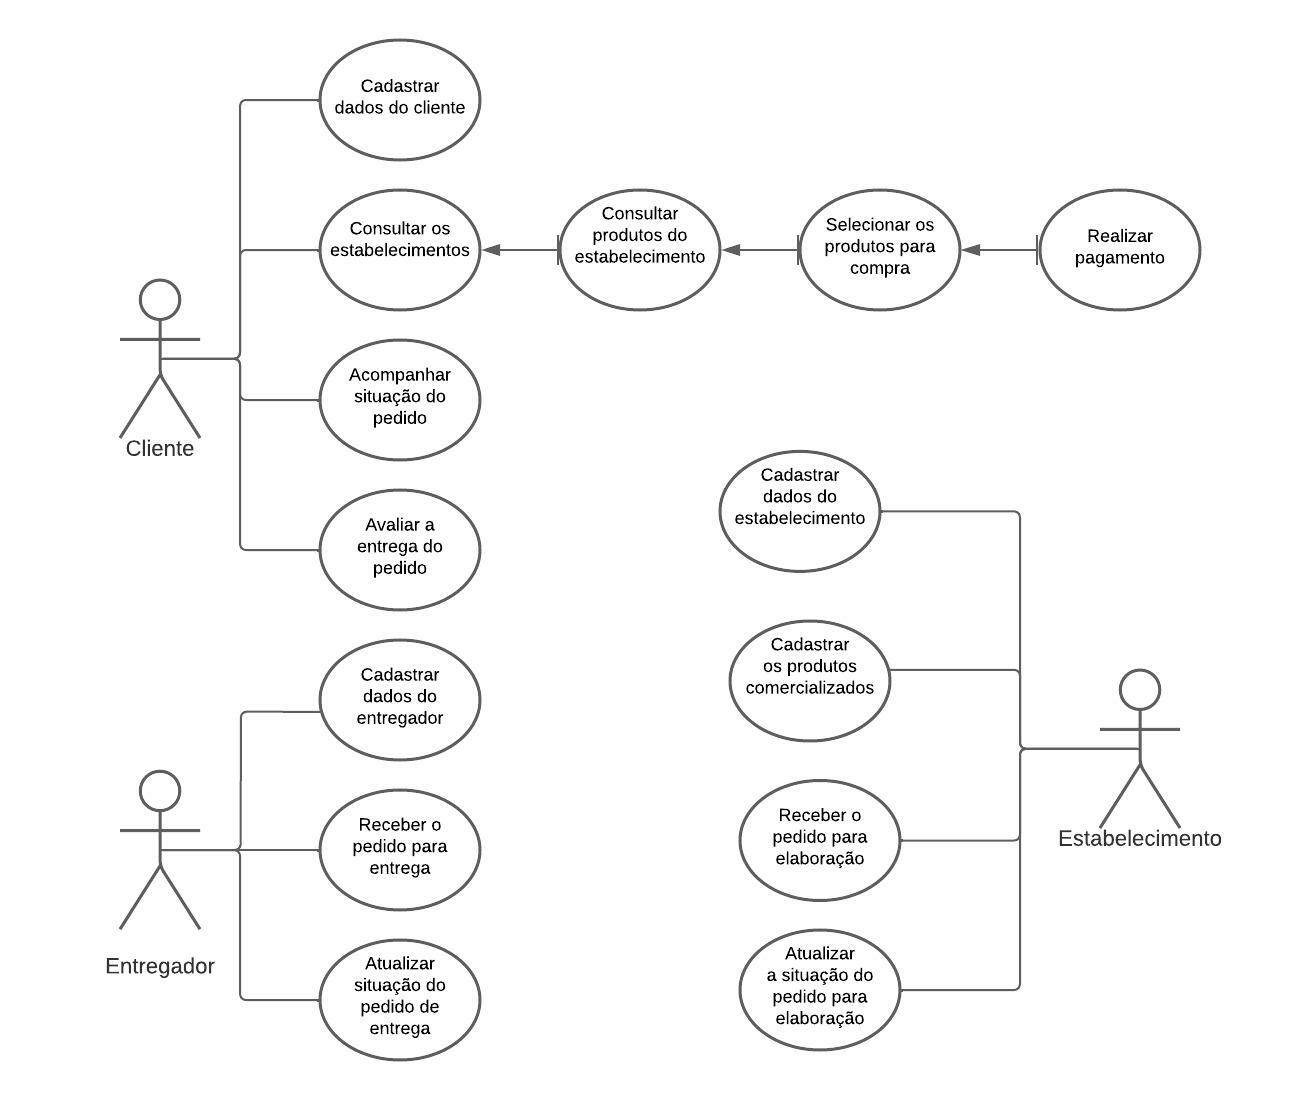 Cadastrar
dados do cliente
Consultar os
estabelecimentos
Consultar
produtos do
estabelecimento
Selecionar os
produtos para
compra
Realizar
pagamento
Acompanhar
situação do
pedido
Cliente
Avaliar a
entrega do
pedido
Cadastrar
dados do
estabelecimento
Cadastrar
os produtos
comercializados
Receber o
pedido para
elaboração
Atualizar
a situação do
pedido para
elaboração
Estabelecimento
Cadastrar
dados do
entregador
Receber o
pedido para
entrega
Atualizar
situação do
pedido de
entrega
Entregador